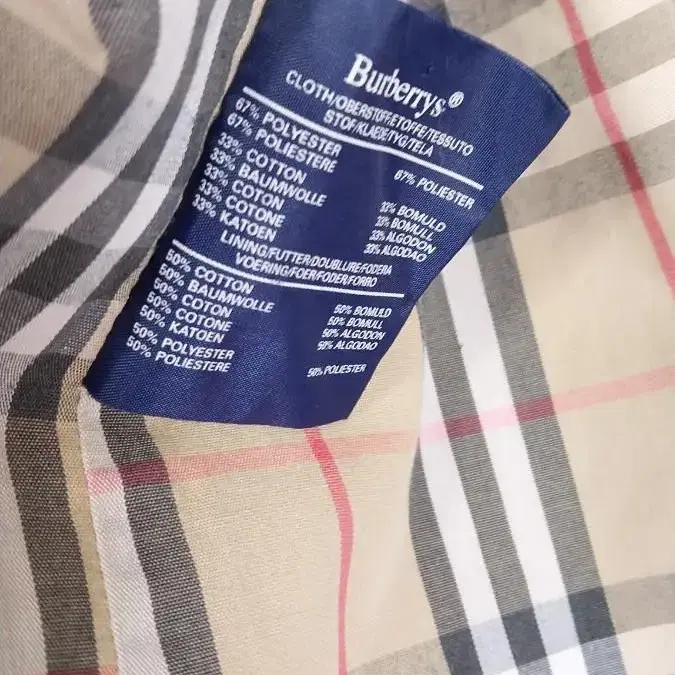 Burberrys®
CLOTH/OBERSTOFF/ETOFFE/TESSUTO
STOF/KLAEDE/TYG/TELA
67% POLYESTER
67% POLIESTERE 67% POLIESTER
33% COTTON
33% BAUMWOLLE 33% BOMULD
33% COTON 33% BOMULL
33% COTONE 33% ALGODON
33% KATOEN 33% ALGODAO
LINING/FUTTER/DOUBLURE/FODERA
VOERING/FOER/FODER/FORRO
50% COTTON
50% BAUMWOLLE 50% BOMULD
50% COTON 50% BOMULL
50% COTONE 50% ALGODON
50% KATOEN 50% ALGODAO
50% POLYESTER
50% POLIESTERE 50% POLIESTER